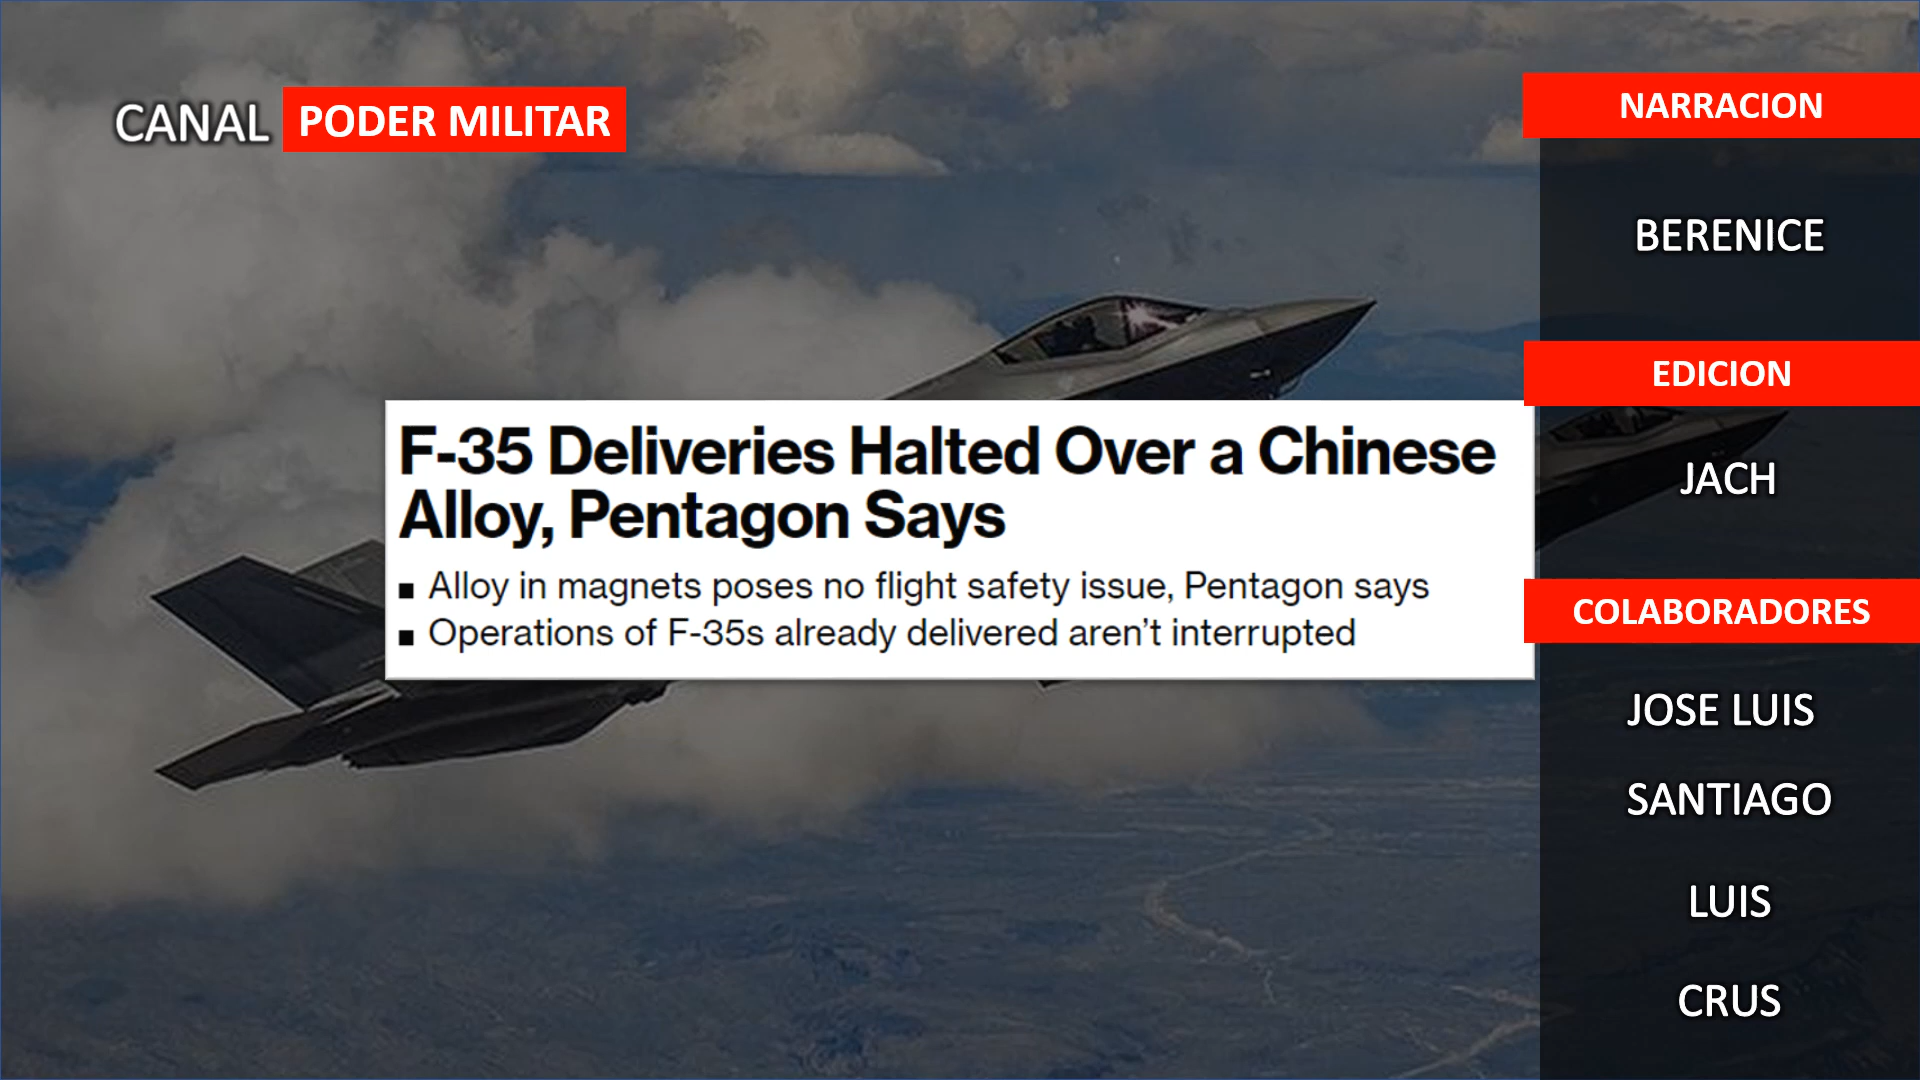 CANAL PODER MILITAR
F-35 Deliveries Halted Over a Chinese
Alloy, Pentagon Says
▪ Alloy in magnets poses no flight safety issue, Pentagon says
▪ Operations of F-35s already delivered aren’t interrupted
NARRACION
BERENICE
EDICION
JACH
COLABORADORES
JOSE LUIS
SANTIAGO
LUIS
CRUS